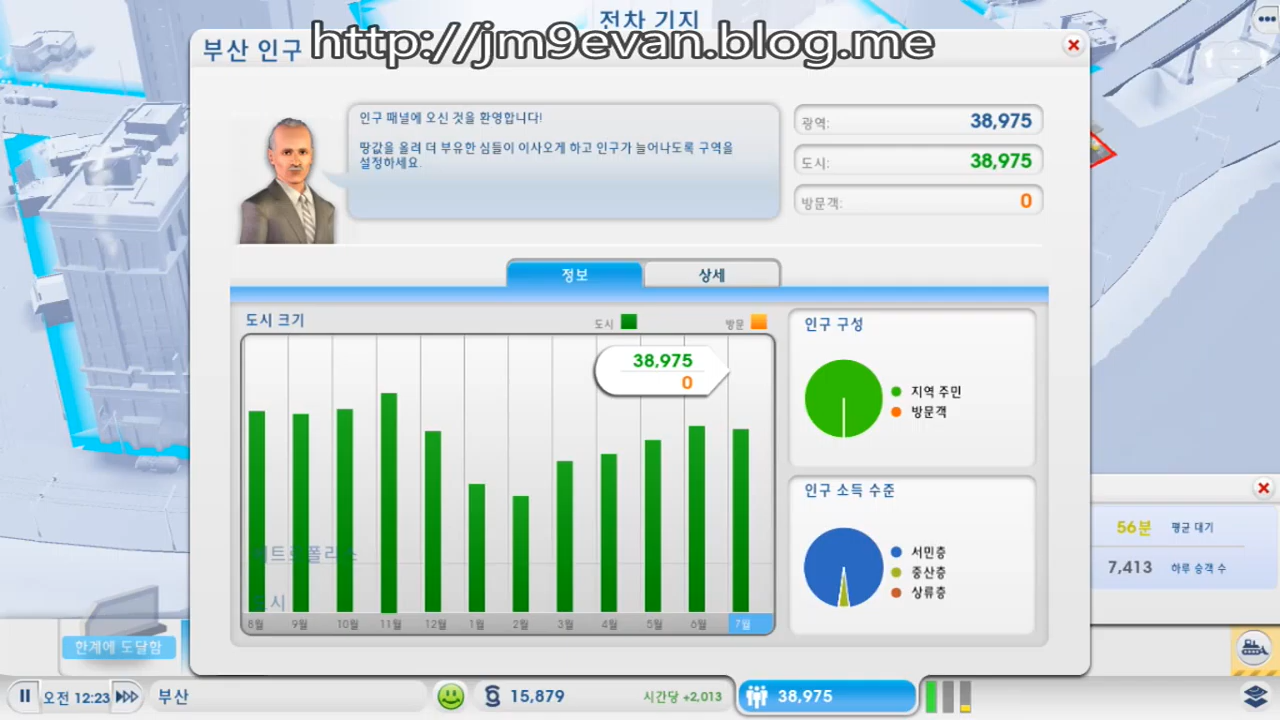 전차 기지
부산 인구
http://jm9evan.blog.me
인구 패널에 오신 것을 환영합니다!
땅값을 올려 더 부유한 심들이 이사오게 하고 인구가 늘어나도록 구역을
설정하세요.
광역: 38,975
도시: 38,975
방문객: 0
정보
상세
도시 크기
도시
방문
38,975
0
메트로폴리스
도시
8월 9월 10월 11월 12월 1월 2월 3월 4월 5월 6월 7월
인구 구성
지역 주민
방문객
인구 소득 수준
서민층
중산층
상류층
56분 평균 대기
7,413 하루 승객 수
한계에 도달함
오전 12:23
부산
15,879
시간당 +2,013
38,975